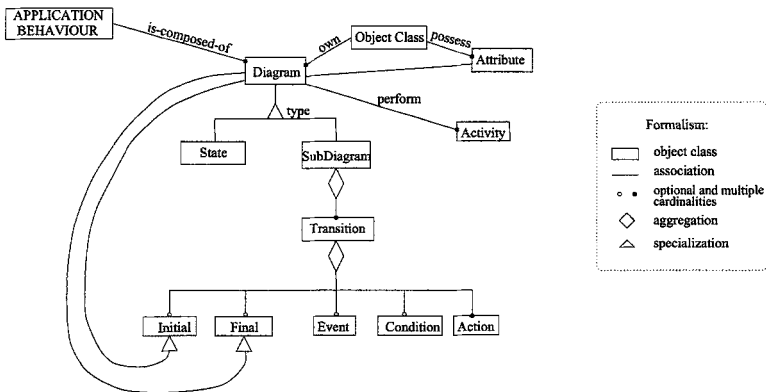 APPLICATION
BEHAVIOUR
is-composed-of
own
Object Class
possess
Attribute
Diagram
perform
type
Activity
State
SubDiagram
Transition
Initial
Final
Event
Condition
Action
Formalism:
object class
association
optional and multiple
cardinalities
aggregation
specialization